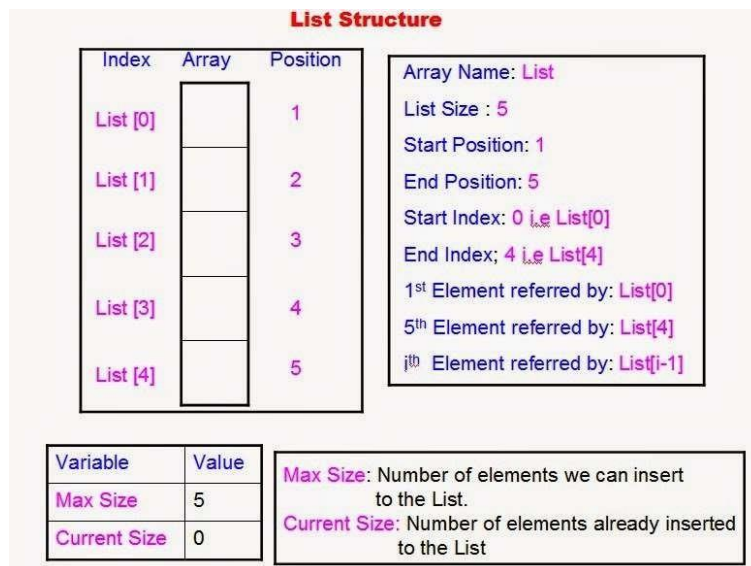 List Structure
Index Array Position
List [0] 1
List [1] 2
List [2] 3
List [3] 4
List [4] 5
Array Name: List
List Size : 5
Start Position: 1
End Position: 5
Start Index: 0 i.e List[0]
End Index; 4 i.e List[4]
1st Element referred by: List[0]
5th Element referred by: List[4]
ith Element referred by: List[i-1]
Variable Value
Max Size 5
Current Size 0
Max Size: Number of elements we can insert
to the List.
Current Size: Number of elements already inserted
to the List